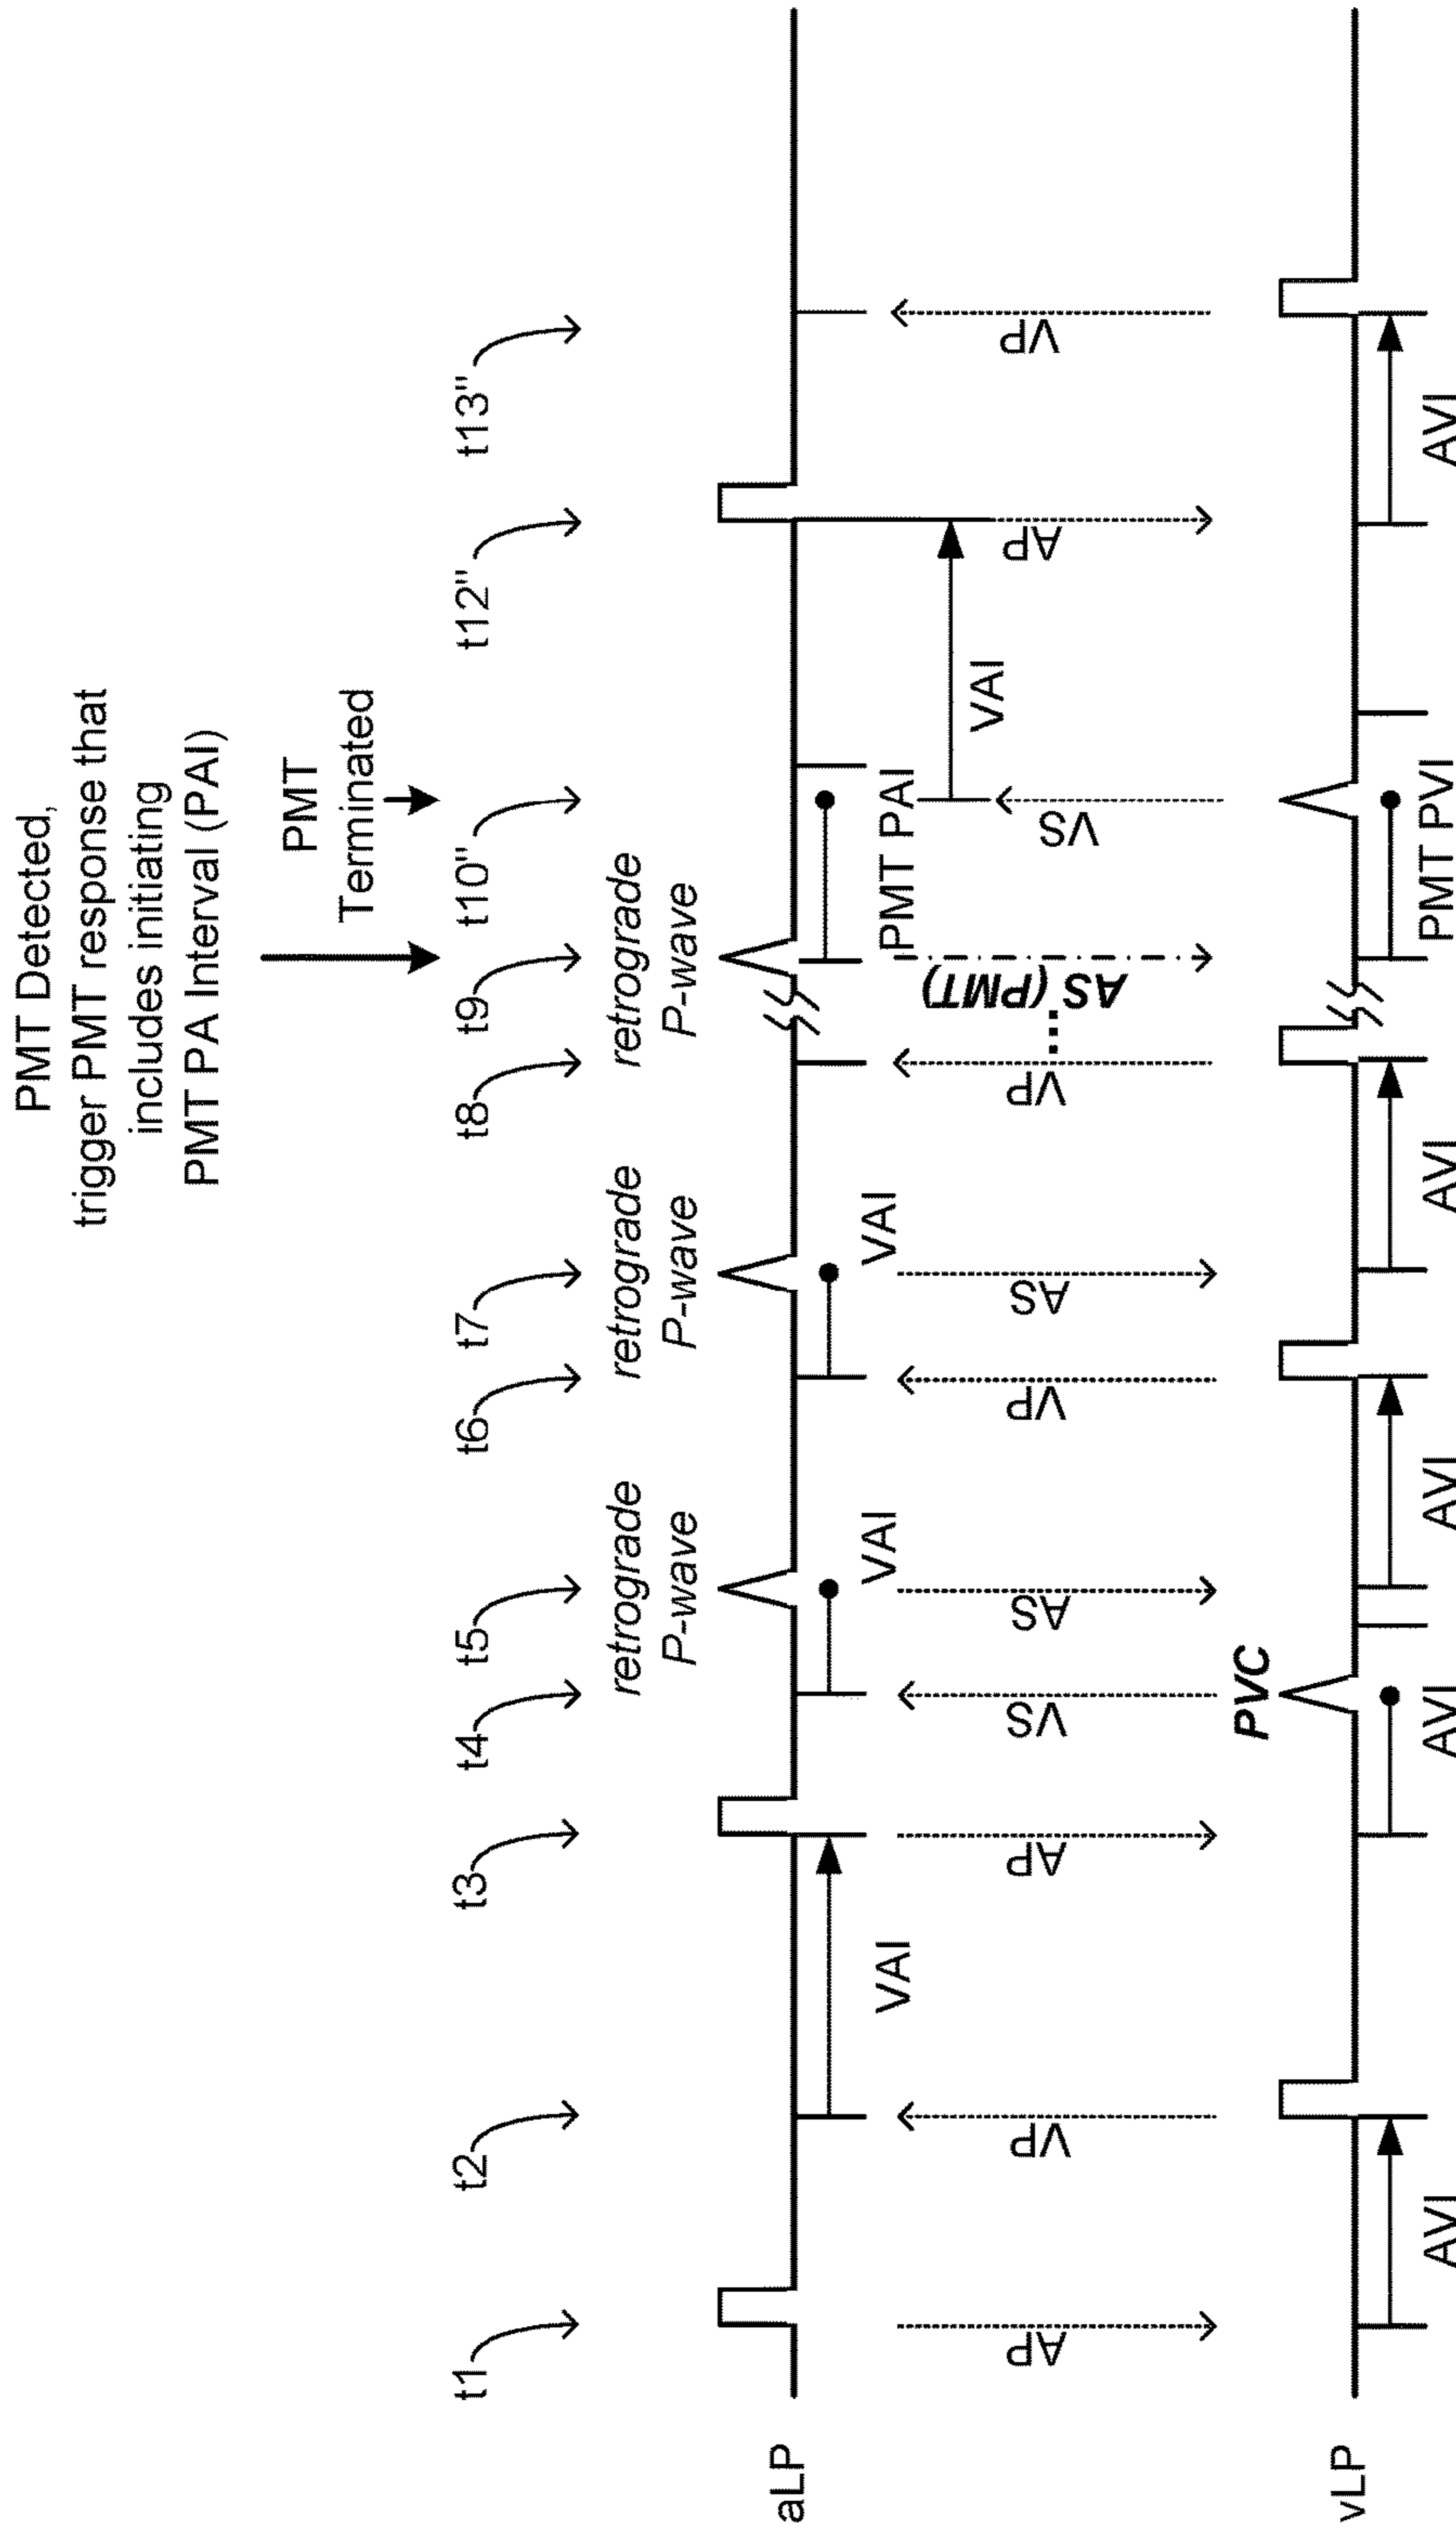 PMT Detected,
trigger PMT response that
includes initiating
PMT PA Interval (PAI)
PMT
Terminated
t1
t2
t3
t4
t5
t6
t7
t8
t9
t10"
t12"
t13"
retrograde
P-wave
retrograde
P-wave
retrograde
P-wave
aLP
VAI
VAI
VAI
PMT PAI
VAI
AP
VP
AP
VS
AS
VP
AS
VP
...
AS (PMT)
VS
AP
VP
PVC
vLP
AVI
AVI
AVI
AVI
PMT PVI
AVI